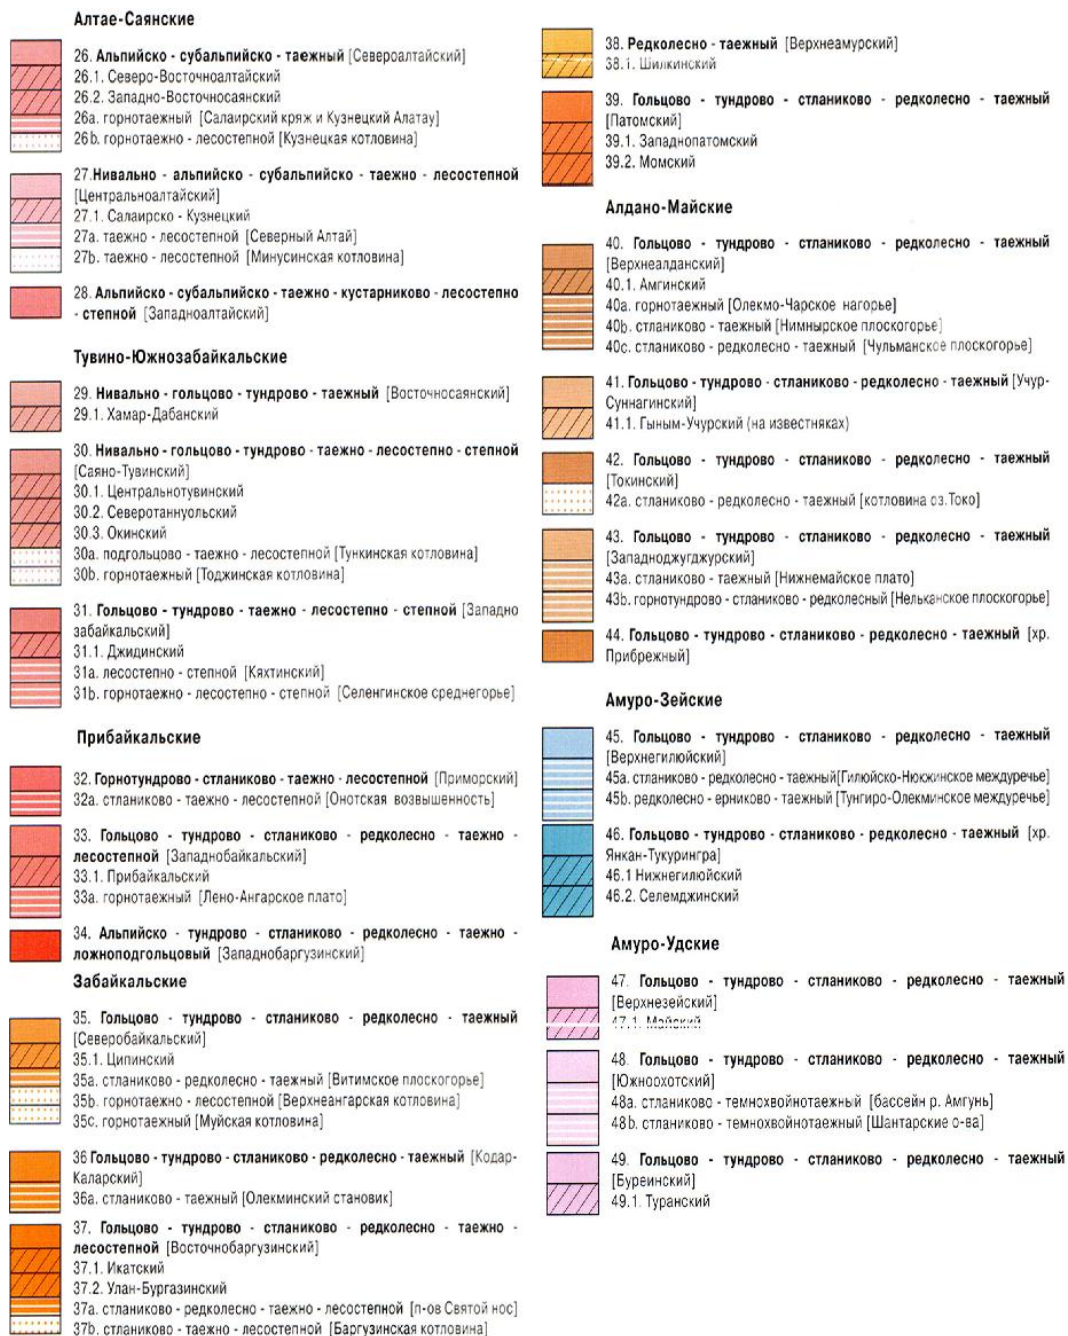 Алтае-Саянские
26. Альпийско - субальпийско - таежный [Североалтайский]
26.1. Северо-Восточноалтайский
26.2. Западно-Восточносаянский
26а. горнотаежный [Салаирский кряж и Кузнецкий Алатау]
26b. горнотаежно - лесостепной [Кузнецкая котловина]
27.Нивально - альпийско - субальпийско - таежно - лесостепной
[Центральноалтайский]
27.1. Салаирско - Кузнецкий
27а. таежно - лесостепной [Северный Алтай]
27b. таежно - лесостепной [Минусинская котловина]
28. Альпийско - субальпийско - таежно - кустарниково - лесостепно
- степной [Западноалтайский]
Тувино-Южнозабайкальские
29. Нивально - гольцово - тундрово - таежный [Восточносаянский]
29.1. Хамар-Дабанский
30. Нивально - гольцово - тундрово - таежно - лесостепно - степной
[Саяно-Тувинский]
30.1. Центральнотувинский
30.2. Северотаннуольский
30.3. Окинский
30а. подгольцово - таежно - лесостепной [Тункинская котловина]
30b. горнотаежный [Тоджинская котловина]
31. Гольцово - тундрово - таежно - лесостепно - степной [Западно
забайкальский]
31.1. Джидинский
31а. лесостепно - степной [Кяхтинский]
31b. горнотаежно - лесостепно - степной [Селенгинское среднегорье]
Прибайкальские
32. Горнотундрово - стланиково - таежно - лесостепной [Приморский]
32а. стланиково - таежно - лесостепной [Онотская возвышенность]
33. Гольцово - тундрово - стланиково - редколесно - таежно -
лесостепной [Западнобайкальский]
33.1. Прибайкальский
33а. горнотаежный [Лено-Ангарское плато]
34. Альпийско - тундрово - стланиково - редколесно - таежно -
ложноподгольцовый [Западнобаргузинский]
Забайкальские
35. Гольцово - тундрово - стланиково - редколесно - таежный
[Северобайкальский]
35.1. Ципинский
35а. стланиково - редколесно - таежный [Витимское плоскогорье]
35b. горнотаежно - лесостепной [Верхнеангарская котловина]
35с. горнотаежный [Муйская котловина]
36 Гольцово - тундрово - стланиково - редколесно - таежный [Кодар-
Каларский]
36а. стланиково - таежный [Олекминский становик]
37. Гольцово - тундрово - стланиково - редколесно - таежно -
лесостепной [Восточнобаргузинский]
37.1. Икатский
37.2. Улан-Бургазинский
37а. стланиково - редколесно - таежно - лесостепной [п-ов Святой нос]
37b. стланиково - таежно - лесостепной [Баргузинская котловина]
38. Редколесно - таежный [Верхнеамурский]
38.1. Шилкинский
39. Гольцово - тундрово - стланиково - редколесно - таежный
[Патомский]
39.1. Западнопатомский
39.2. Момский
Алдано-Майские
40. Гольцово - тундрово - стланиково - редколесно - таежный
[Верхнеалданский]
40.1. Амгинский
40а. горнотаежный [Олекмо-Чарское нагорье]
40b. стланиково - таежный [Нимнырское плоскогорье]
40с. стланиково - редколесно - таежный [Чульманское плоскогорье]
41. Гольцово - тундрово - стланиково - редколесно - таежный [Учур-
Суннагинский]
41.1. Гыным-Учурский (на известняках)
42. Гольцово - тундрово - стланиково - редколесно - таежный
[Токинский]
42а. стланиково - редколесно - таежный [котловина оз.Токо]
43. Гольцово - тундрово - стланиково - редколесно - таежный
[Западноджугджурский]
43а. стланиково - таежный [Нижнемайское плато]
43b. горнотундрово - стланиково - редколесный [Нельканское плоскогорье]
44. Гольцово - тундрово - стланиково - редколесно - таежный [хр.
Прибрежный]
Амуро-Зейские
45. Гольцово - тундрово - стланиково - редколесно - таежный
[Верхнегилюйский]
45а. стланиково - редколесно - таежный[Гилюйско-Нюкжинское междуречье]
45b. редколесно - ерниково - таежный [Тунгиро-Олекминское междуречье]
46. Гольцово - тундрово - стланиково - редколесно - таежный [хр.
Янкан-Тукурингра]
46.1 Нижнегилюйский
46.2. Селемджинский
Амуро-Удские
47. Гольцово - тундрово - стланиково - редколесно - таежный
[Верхнезейский]
47.1. Майский
48. Гольцово - тундрово - стланиково - редколесно - таежный
[Южноохотский]
48а. стланиково - темнохвойнотаежный [бассейн р. Амгунь]
48b. стланиково - темнохвойнотаежный [Шантарские о-ва]
49. Гольцово - тундрово - стланиково - редколесно - таежный
[Буреинский]
49.1. Туранский